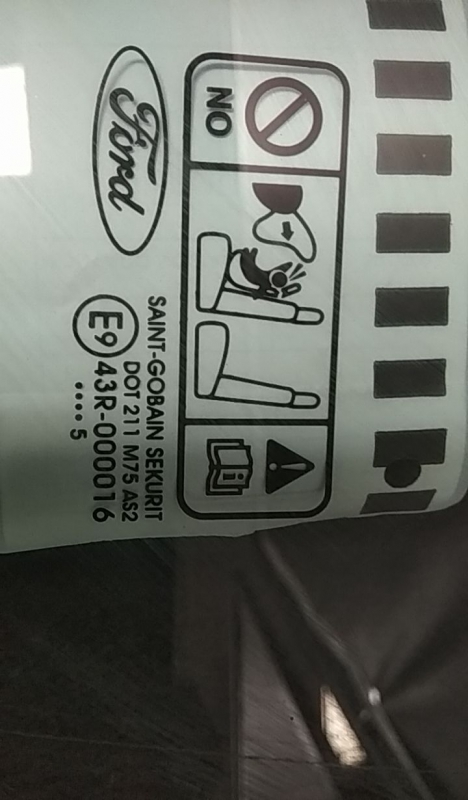 NO
Ford
SAINT-GOBAIN SEKURIT
DOT 211 M75 AS2
E9 43R-000016
•••• 5